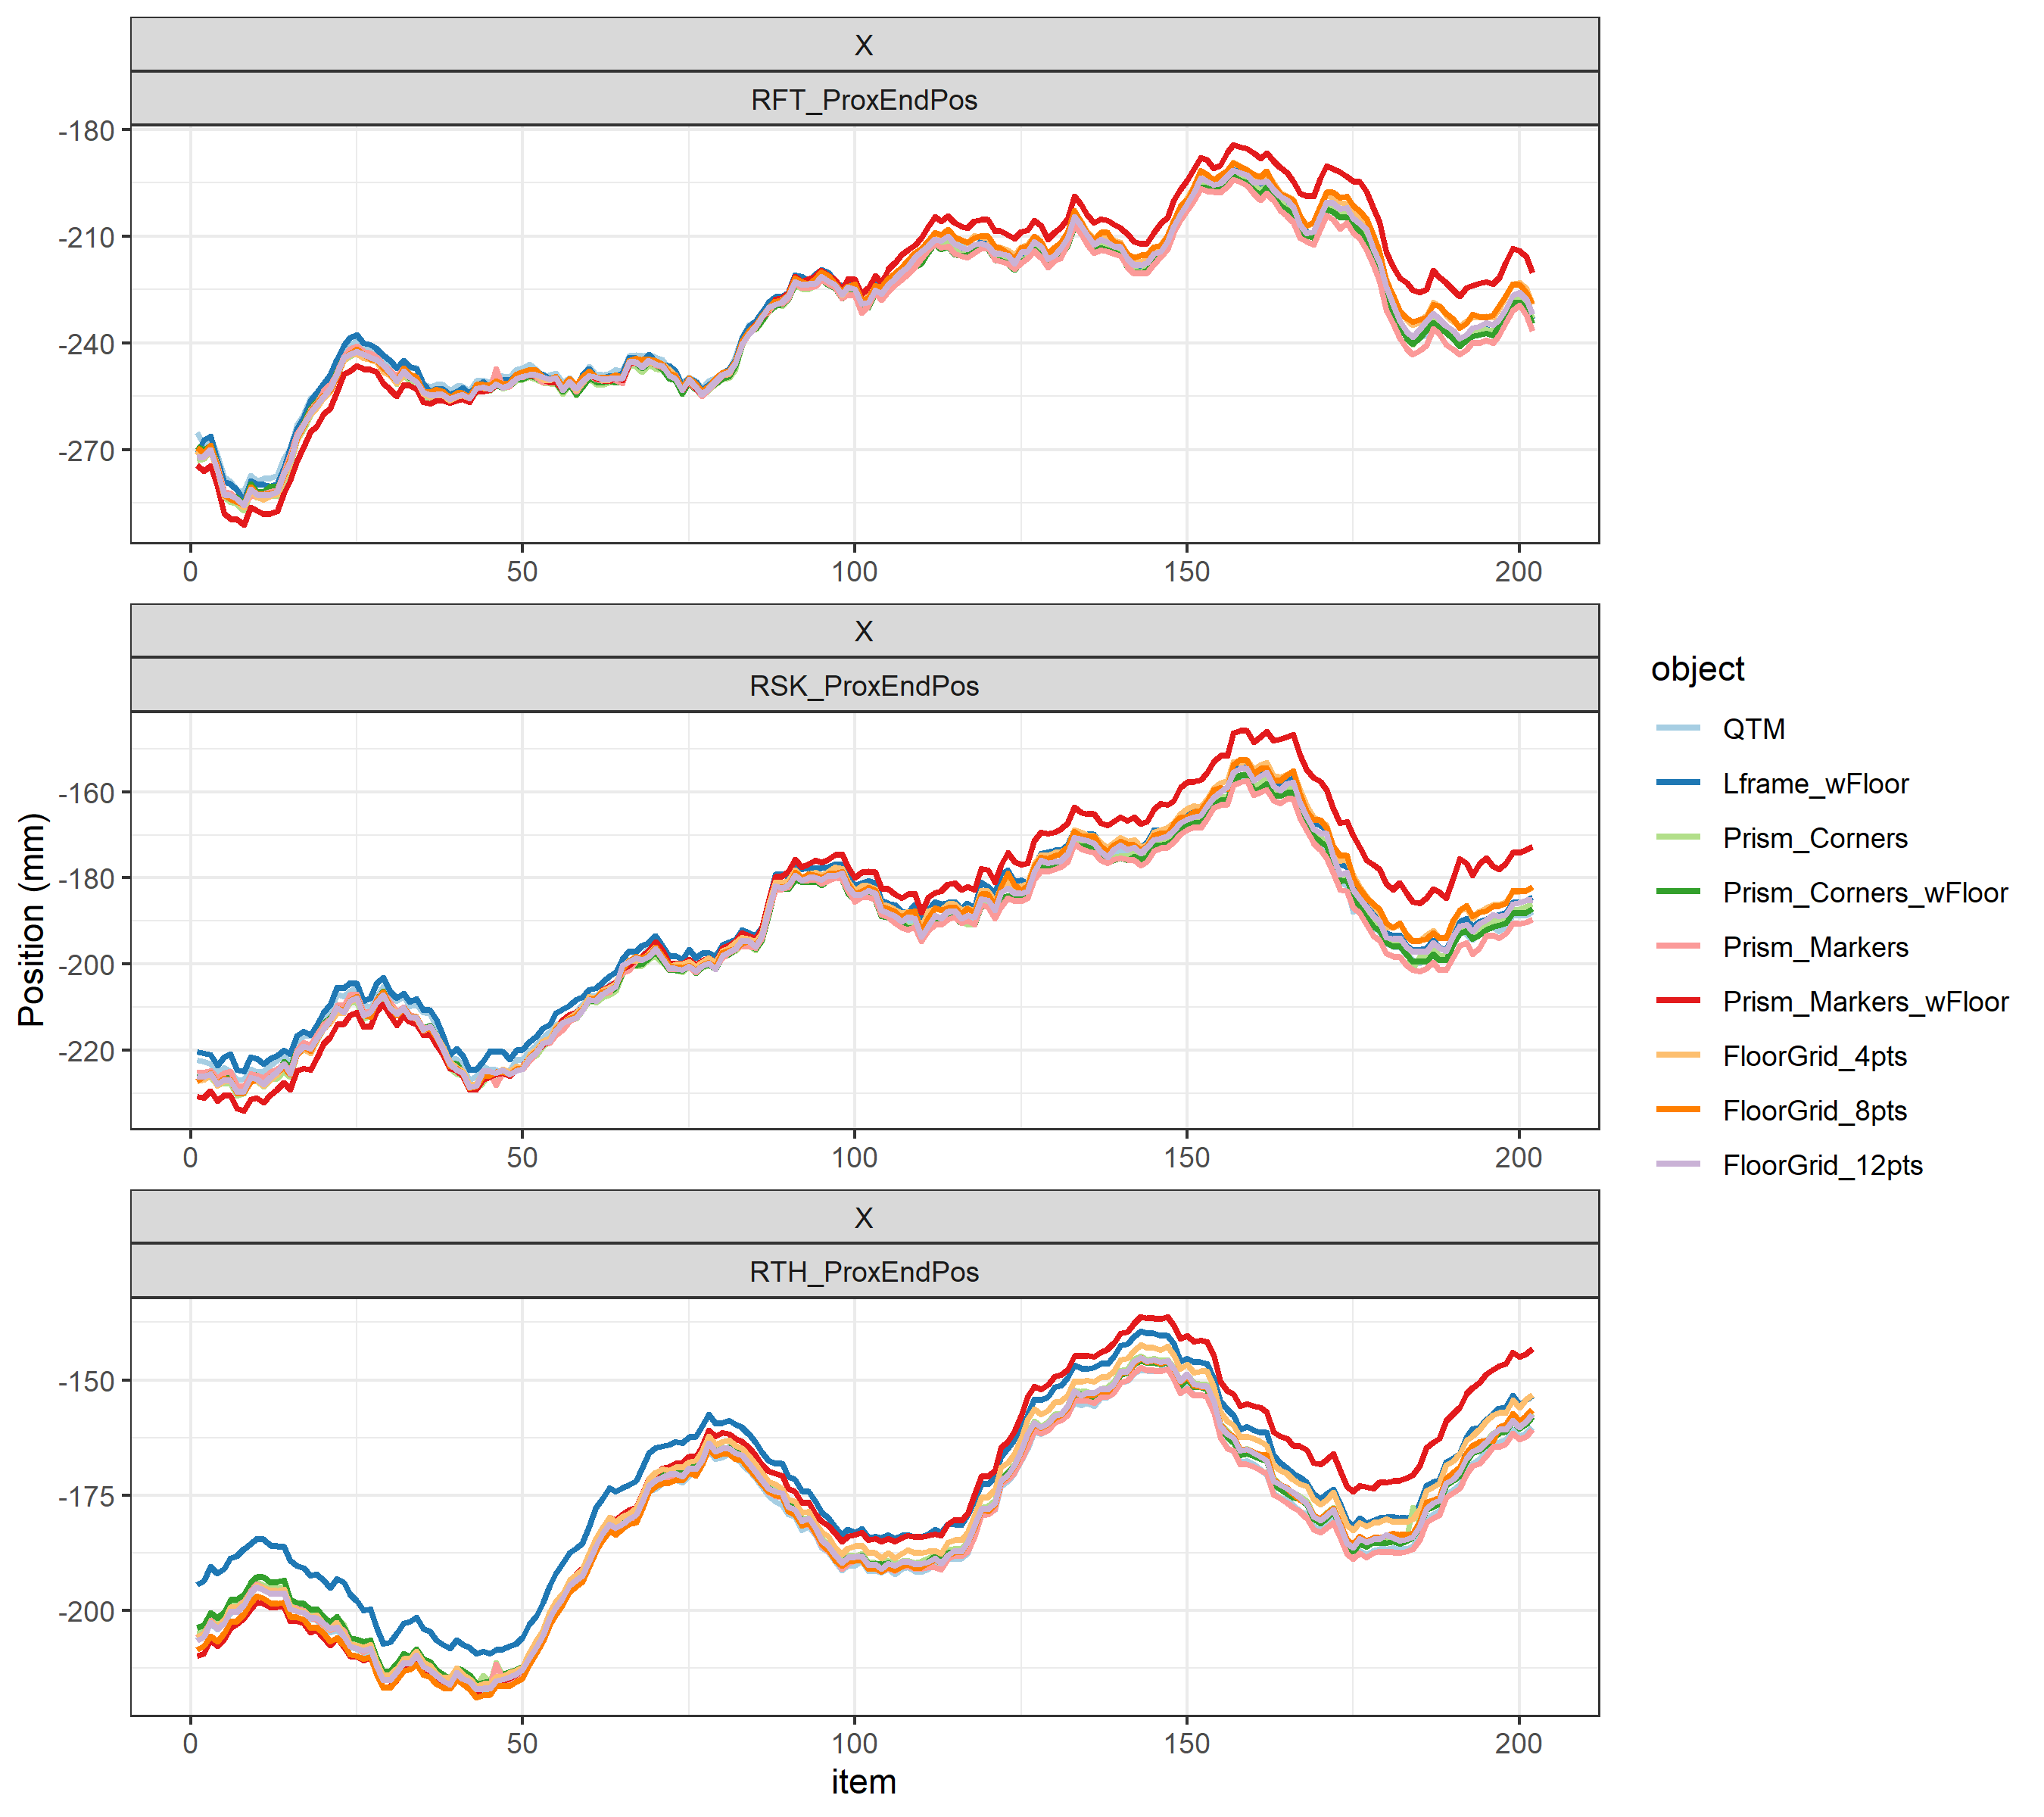 X
RFT_ProxEndPos
-180
-210
-240
-270
0 50 100 150 200
X
RSK_ProxEndPos
-160
-180
-200
-220
0 50 100 150 200
X
RTH_ProxEndPos
-150
-175
-200
0 50 100 150 200
item
Position (mm)
object
QTM
Lframe_wFloor
Prism_Corners
Prism_Corners_wFloor
Prism_Markers
Prism_Markers_wFloor
FloorGrid_4pts
FloorGrid_8pts
FloorGrid_12pts